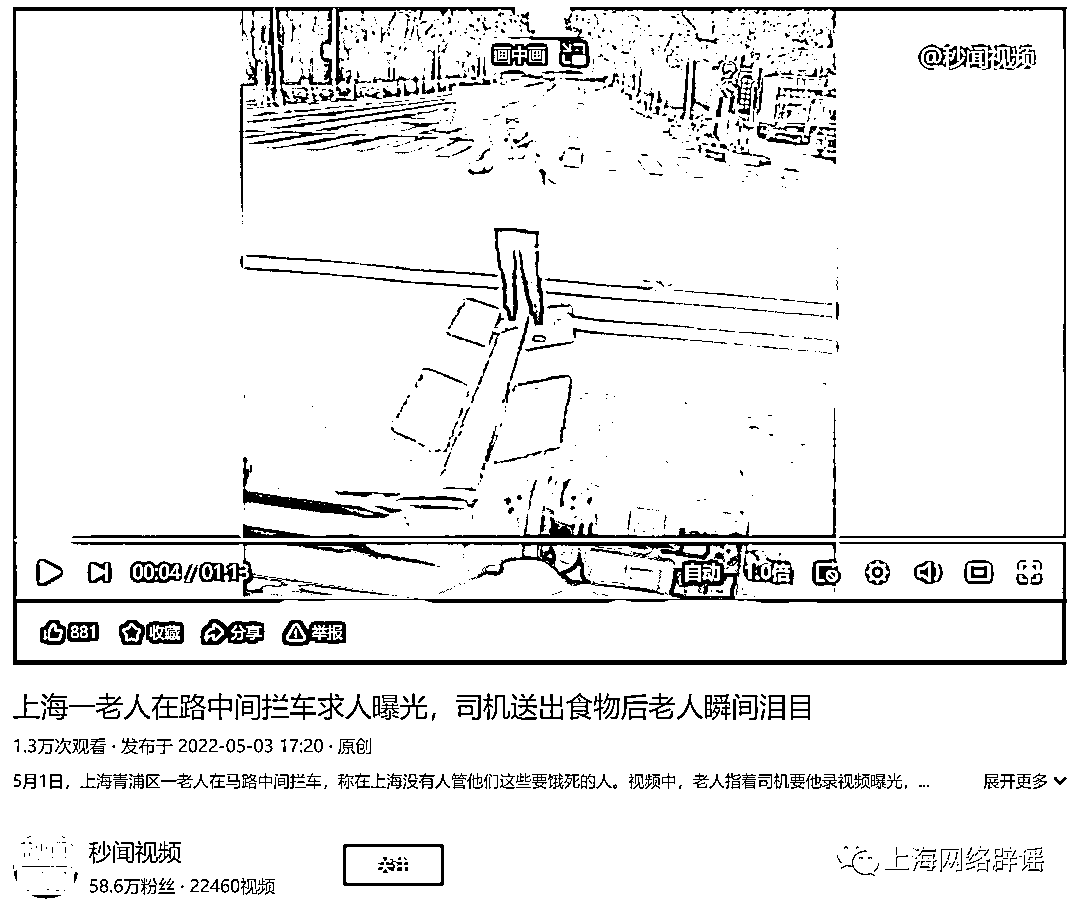 画中画
@秒闻视频
00:04 // 01:13
自动 1.0倍
881 收藏 分享 举报
上海一老人在路中间拦车求人曝光，司机送出食物后老人瞬间泪目
1.3万次观看 · 发布于 2022-05-03 17:20 · 原创
5月1日，上海青浦区一老人在马路中间拦车，称在上海没有人管他们这些要饿死的人。视频中，老人指着司机要他录视频曝光，...
展开更多
秒闻视频
58.6万粉丝 · 22460视频
上海网络辟谣